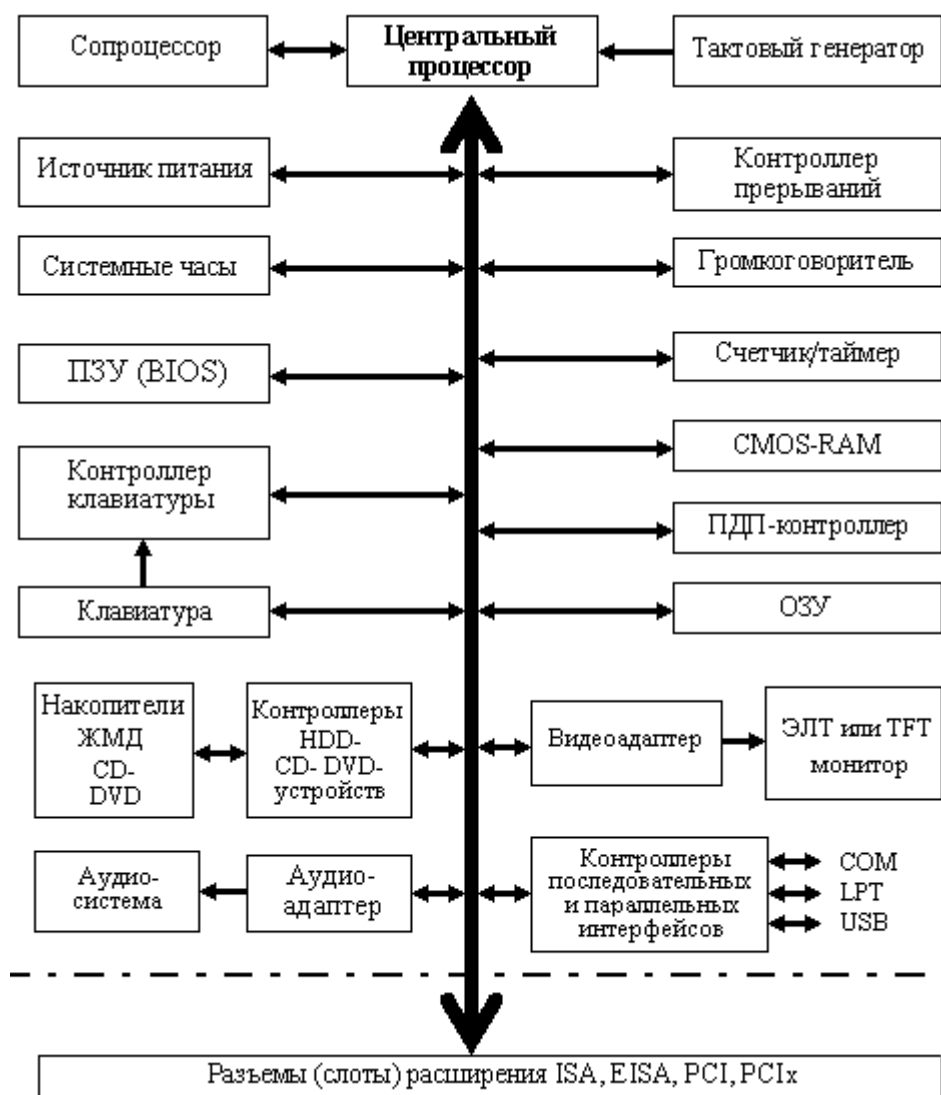 Сопроцессор
Центральный
процессор
Тактовый генератор
Источник питания
Контроллер
прерываний
Системные часы
Громкоговоритель
ПЗУ (BIOS)
Счетчик/таймер
CMOS-RAM
Контроллер
клавиатуры
ПДП-контроллер
Клавиатура
ОЗУ
Накопители
ЖМД
CD-
DVD
Контроллеры
HDD-
CD- DVD-
устройств
Видеоадаптер
ЭЛТ или TFT
монитор
Аудио-
система
Аудио-
адаптер
Контроллеры
последовательных
и параллельных
интерфейсов
COM
LPT
USB
Разъемы (слоты) расширения ISA, EISA, PCI, PCIx